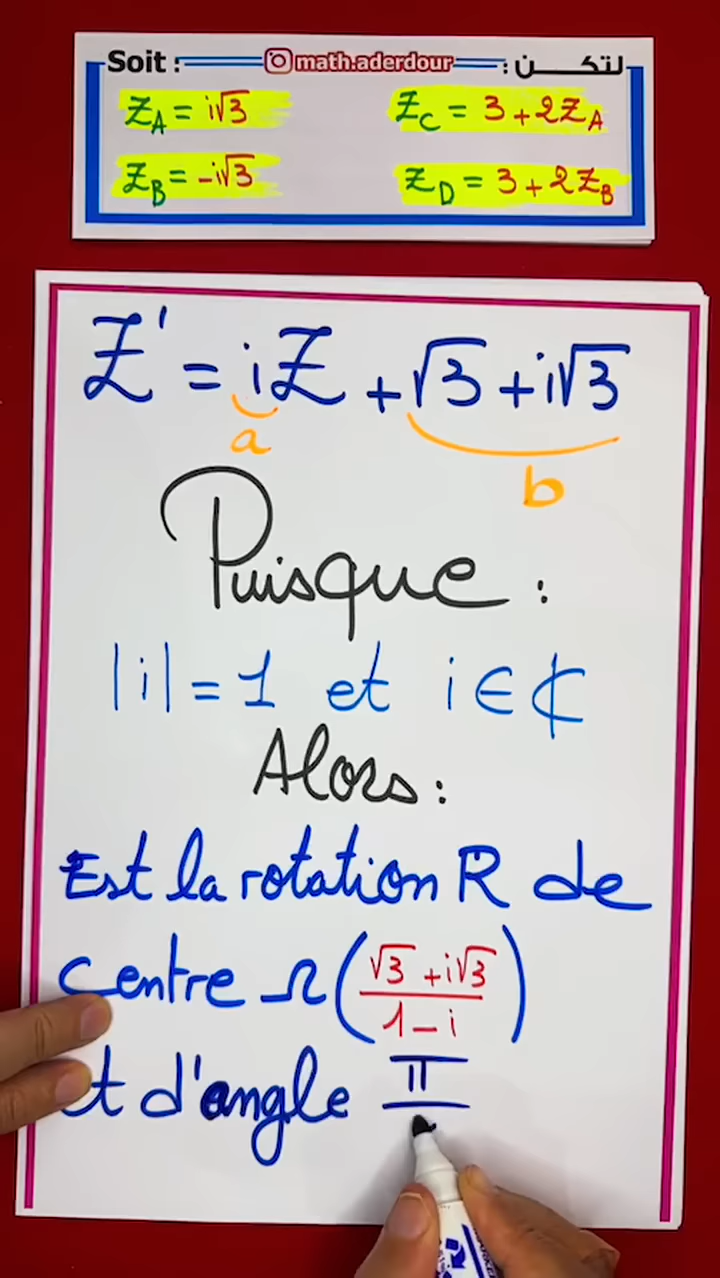 Soit : math.aderdour لتكـــن :
Z_A = i√3 Z_C = 3 + 2Z_A
Z_B = -i√3 Z_D = 3 + 2Z_B
Z' = iZ + √3 + i√3
a b
Puisque :
|i| = 1 et i ∈ ℂ
Alors :
Est la rotation R de
centre Ω( (√3 + i√3) / (1 - i) )
et d'angle π